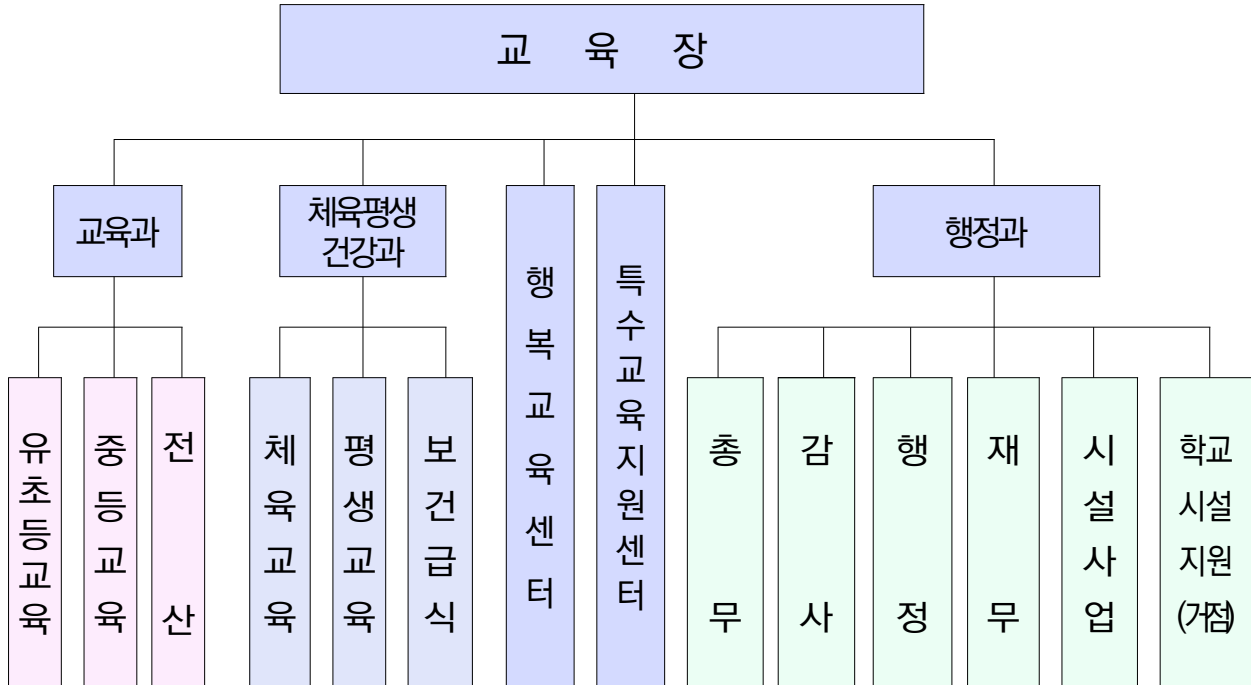 교 육 장
교육과
체육평생
건강과
행복교육센터
특수교육지원센터
행정과
유초등교육
중등교육
전산
체육교육
평생교육
보건급식
총무
감사
행정
재무
시설사업
학교
시설
지원
(거점)